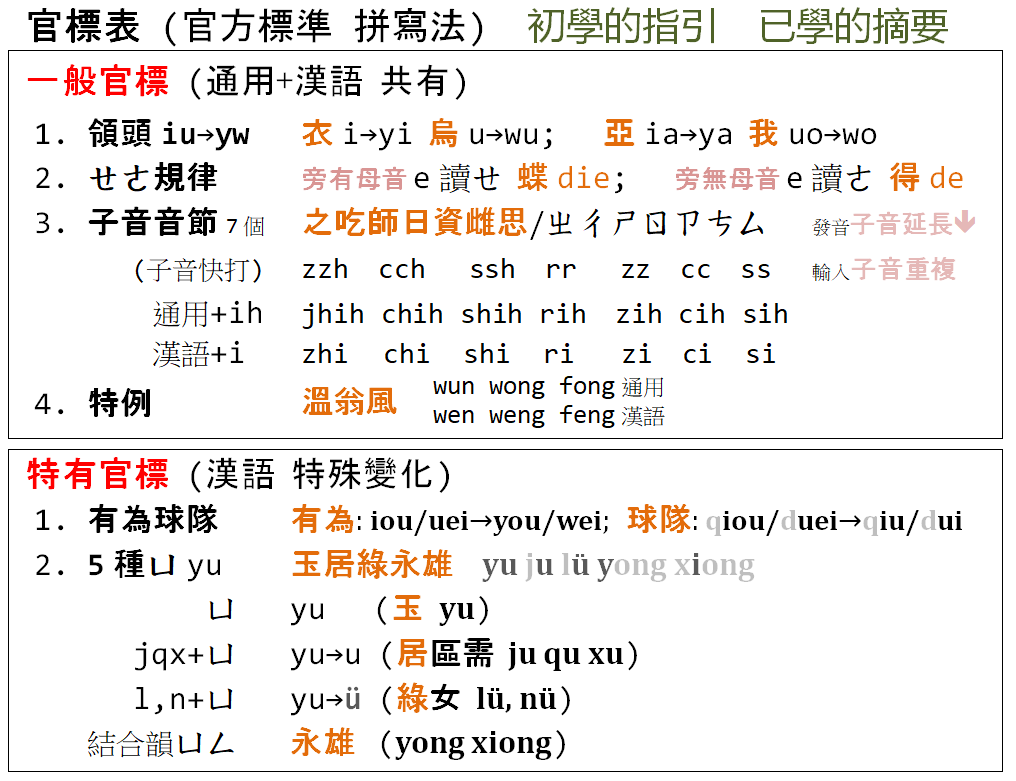 官標表 (官方標準 拼寫法) 初學的指引 已學的摘要
一般官標 (通用+漢語 共有)
1. 領頭 iu→yw 衣 i→yi 烏 u→wu; 亞 ia→ya 我 uo→wo
2. ㄝㄜ規律 旁有母音 e 讀ㄝ 蝶 die; 旁無母音 e 讀ㄜ 得 de
3. 子音音節 7 個 之吃師日資雌思/ㄓㄔㄕㄖㄗㄘㄙ 發音子音延長🡇
(子音快打) zzh cch ssh rr zz cc ss 輸入子音重複
通用+ih jhih chih shih rih zih cih sih
漢語+i zhi chi shi ri zi ci si
4. 特例 溫翁風 wun wong fong 通用
wen weng feng 漢語
特有官標 (漢語 特殊變化)
1. 有為球隊 有為: iou/uei→you/wei; 球隊: qiou/duei→qiu/dui
2. 5 種ㄩ yu 玉居綠永雄 yu ju lü yong xiong
ㄩ yu (玉 yu)
jqx+ㄩ yu→u (居區需 ju qu xu)
l,n+ㄩ yu→ü (綠女 lü, nü)
結合韻ㄩㄥ 永雄 (yong xiong)